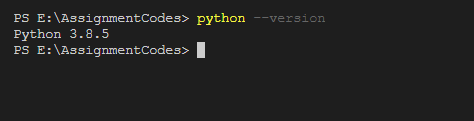 PS E:\AssignmentCodes> python --version
Python 3.8.5
PS E:\AssignmentCodes>